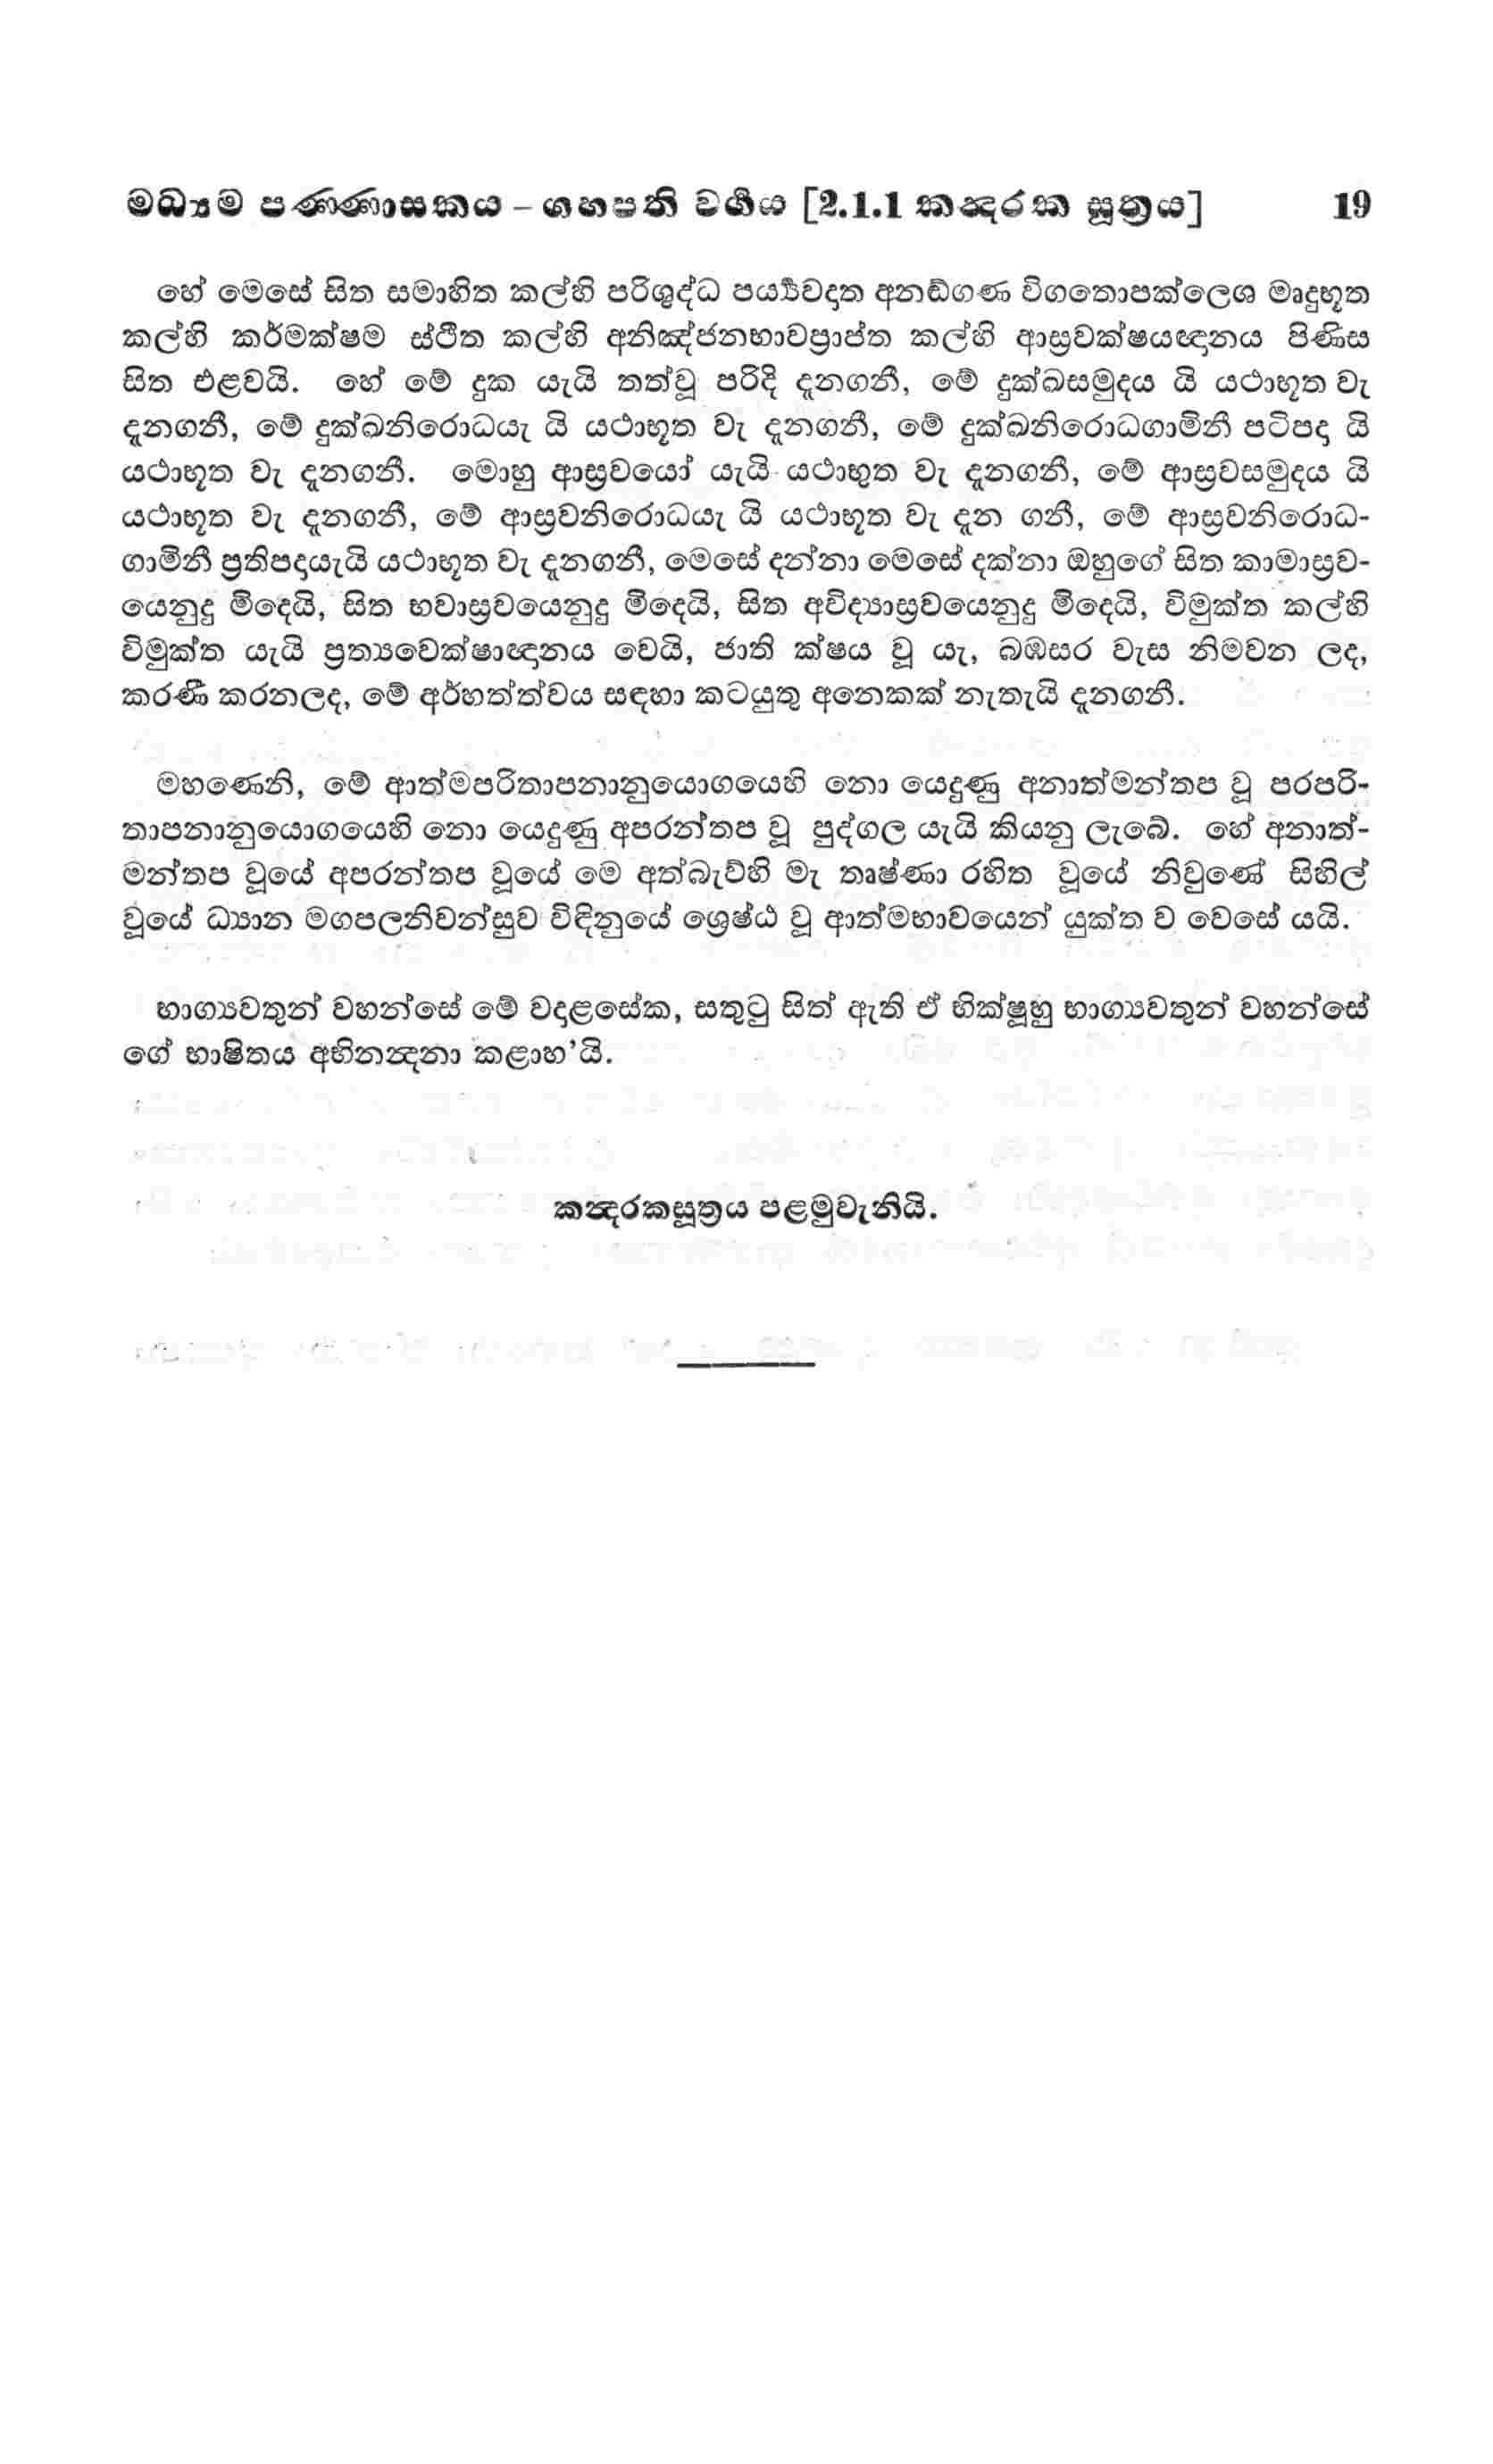 මධ්‍යම පණ්ණාසකය – ගහපති වර්‍ගය [2.1.1 කන්‍දරක සූත්‍රය] 19
හේ මෙසේ සිත සමාහිත කල්හි පරිශුද්ධ පර්‍ය්‍යවදාත අනඞ්ගණ විගතොපක්ලෙශ මෘදුභූත
කල්හි කර්මක්ෂම ස්ථිත කල්හි අනිඤ්ජනභාවප්‍රාප්ත කල්හි ආස්‍රවක්ෂයඥානය පිණිස
සිත එළවයි. හේ මේ දුක යැයි තත්වූ පරිදි දැනගනී, මේ දුක්ඛසමුදය යි යථාභූත වැ
දැනගනී, මේ දුක්ඛනිරොධයැ යි යථාභූත වැ දැනගනී, මේ දුක්ඛනිරොධගාමිනී පටිපදා යි
යථාභූත වැ දැනගනී. මොහු ආස්‍රවයෝ යැයි යථාභුත වැ දැනගනී, මේ ආස්‍රවසමුදය යි
යථාභූත වැ දැනගනී, මේ ආස්‍රවනිරොධයැ යි යථාභූත වැ දැන ගනී, මේ ආස්‍රවනිරොධ-
ගාමිනී ප්‍රතිපදායැයි යථාභූත වැ දැනගනී, මෙසේ දන්නා මෙසේ දක්නා ඔහුගේ සිත කාමාස්‍රව-
යෙනුදු මිදෙයි, සිත භවාස්‍රවයෙනුදු මිදෙයි, සිත අවිද්‍යාස්‍රවයෙනුදු මිදෙයි, විමුක්ත කල්හි
විමුක්ත යැයි ප්‍රත්‍යවෙක්ෂාඥානය වෙයි, ජාති ක්ෂය වූ යැ, බඹසර වැස නිමවන ලද,
කරණී කරනලද, මේ අර්හත්ත්වය සඳහා කටයුතු අනෙකක් නැතැයි දැනගනී.
මහණෙනි, මේ ආත්මපරිතාපනානුයොගයෙහි නො යෙදුණු අනාත්මන්තප වූ පරපරි-
තාපනානුයොගයෙහි නො යෙදුණු අපරන්තප වූ පුද්ගල යැයි කියනු ලැබේ. හේ අනාත්-
මන්තප වූයේ අපරන්තප වූයේ මෙ අත්බැව්හි මැ තෘෂ්ණා රහිත වූයේ නිවුණේ සිහිල්
වූයේ ධ්‍යාන මගපලනිවන්සුව විඳිනුයේ ශ්‍රෙෂ්ඨ වූ ආත්මභාවයෙන් යුක්ත ව වෙසේ යයි.
භාග්‍යවතුන් වහන්සේ මේ වදාළසේක, සතුටු සිත් ඇති ඒ භික්ෂූහු භාග්‍යවතුන් වහන්සේ
ගේ භාෂිතය අභිනන්‍දනා කළාහ’යි.
කන්‍දරකසූත්‍රය පළමුවැනියි.